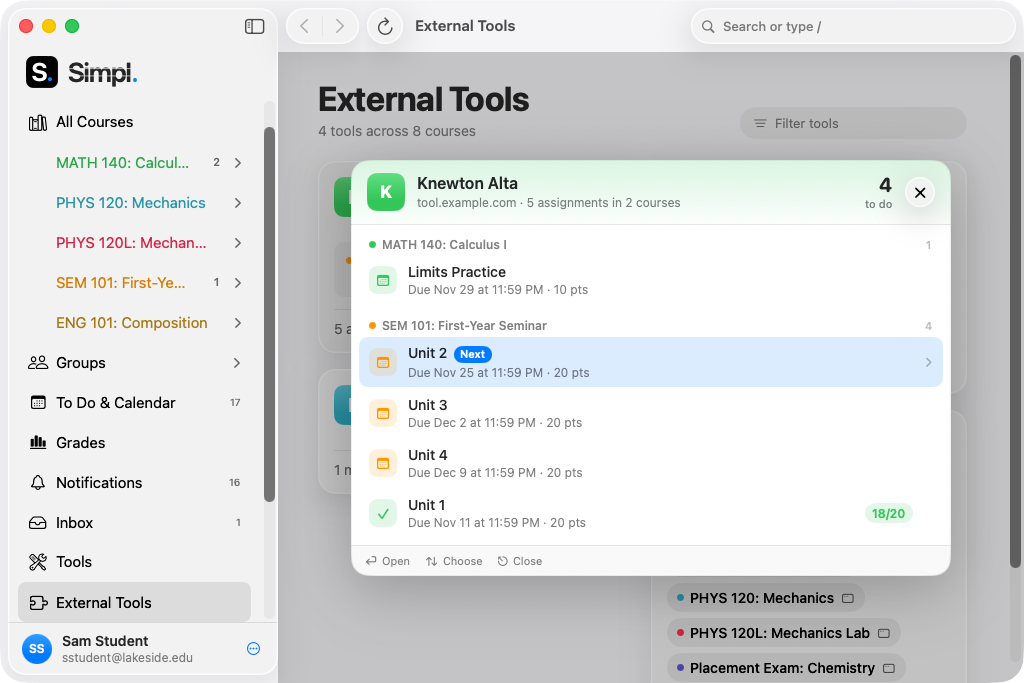 External Tools
Search or type /
S.
Simpl.
All Courses
MATH 140: Calcul...
2
PHYS 120: Mechanics
PHYS 120L: Mechan...
SEM 101: First-Ye...
1
ENG 101: Composition
Groups
To Do & Calendar
17
Grades
Notifications
16
Inbox
1
Tools
External Tools
SS
Sam Student
sstudent@lakeside.edu
External Tools
4 tools across 8 courses
Filter tools
K
Knewton Alta
tool.example.com · 5 assignments in 2 courses
4
to do
MATH 140: Calculus I
1
Limits Practice
Due Nov 29 at 11:59 PM · 10 pts
SEM 101: First-Year Seminar
4
Unit 2 Next
Due Nov 25 at 11:59 PM · 20 pts
Unit 3
Due Dec 2 at 11:59 PM · 20 pts
Unit 4
Due Dec 9 at 11:59 PM · 20 pts
Unit 1
Due Nov 11 at 11:59 PM · 20 pts
18/20
Open
Choose
Close
PHYS 120: Mechanics
PHYS 120L: Mechanics Lab
Placement Exam: Chemistry